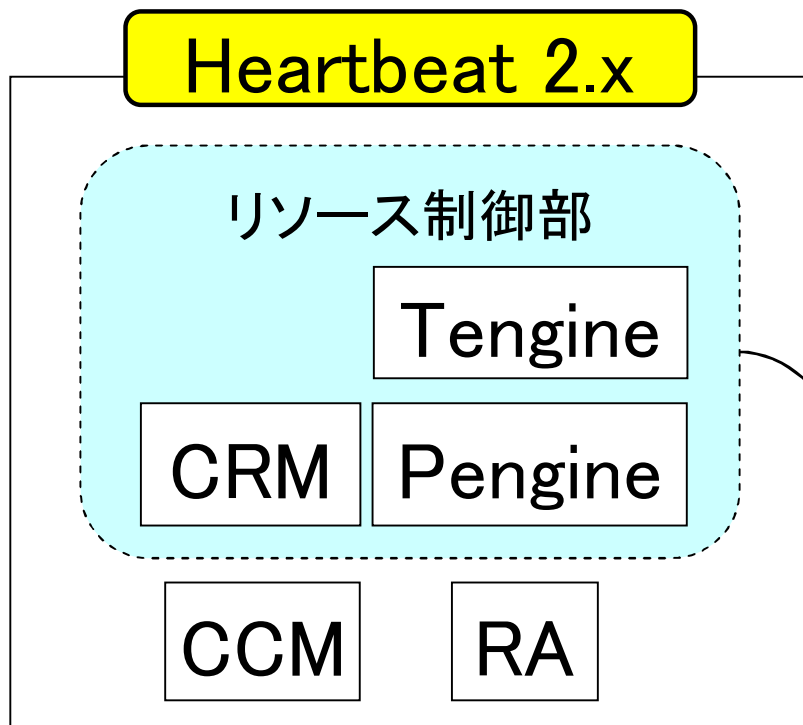 Heartbeat 2.x
リソース制御部
Tengine
CRM Pengine
CCM RA